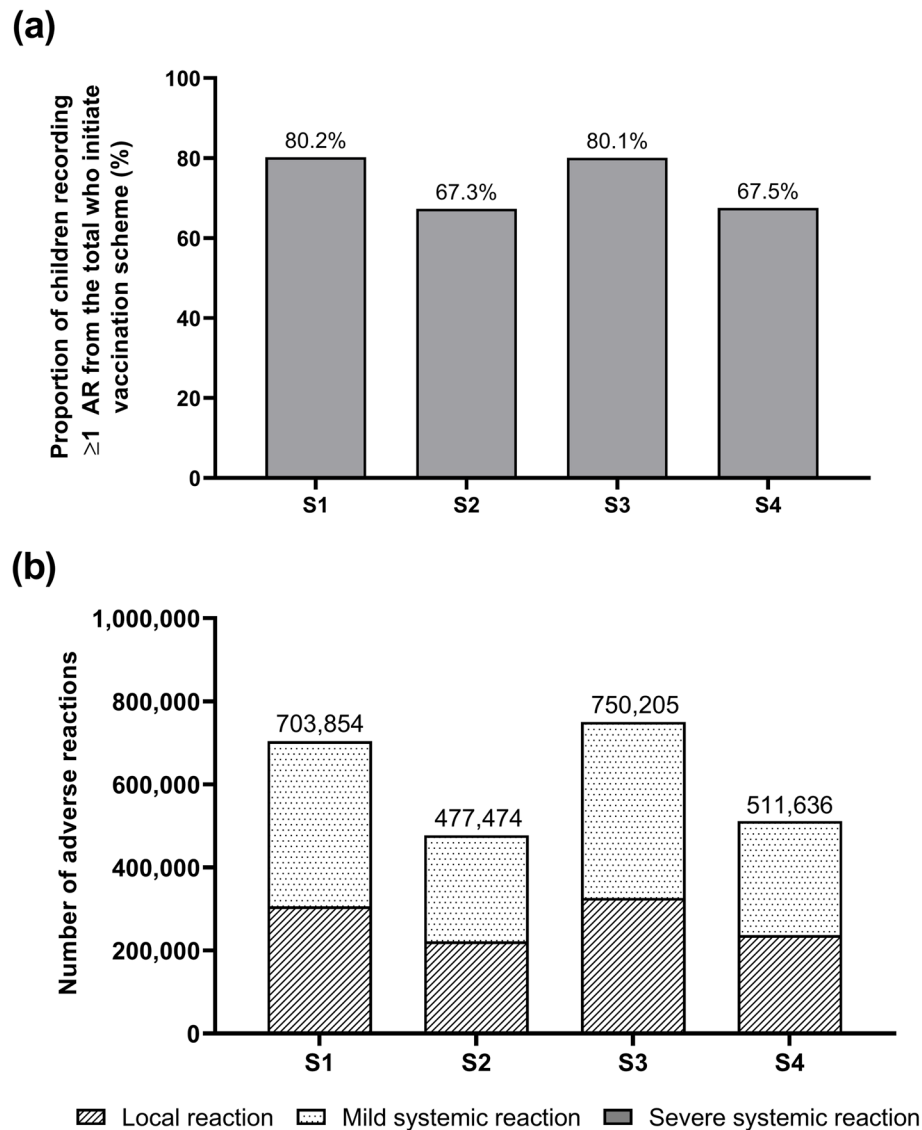 (a)
Proportion of children recording
≥1 AR from the total who initiate
vaccination scheme (%)
100
80
60
40
20
0
80.2%
67.3%
80.1%
67.5%
S1 S2 S3 S4
(b)
Number of adverse reactions
1,000,000
800,000
600,000
400,000
200,000
0
703,854
477,474
750,205
511,636
S1 S2 S3 S4
Local reaction Mild systemic reaction Severe systemic reaction